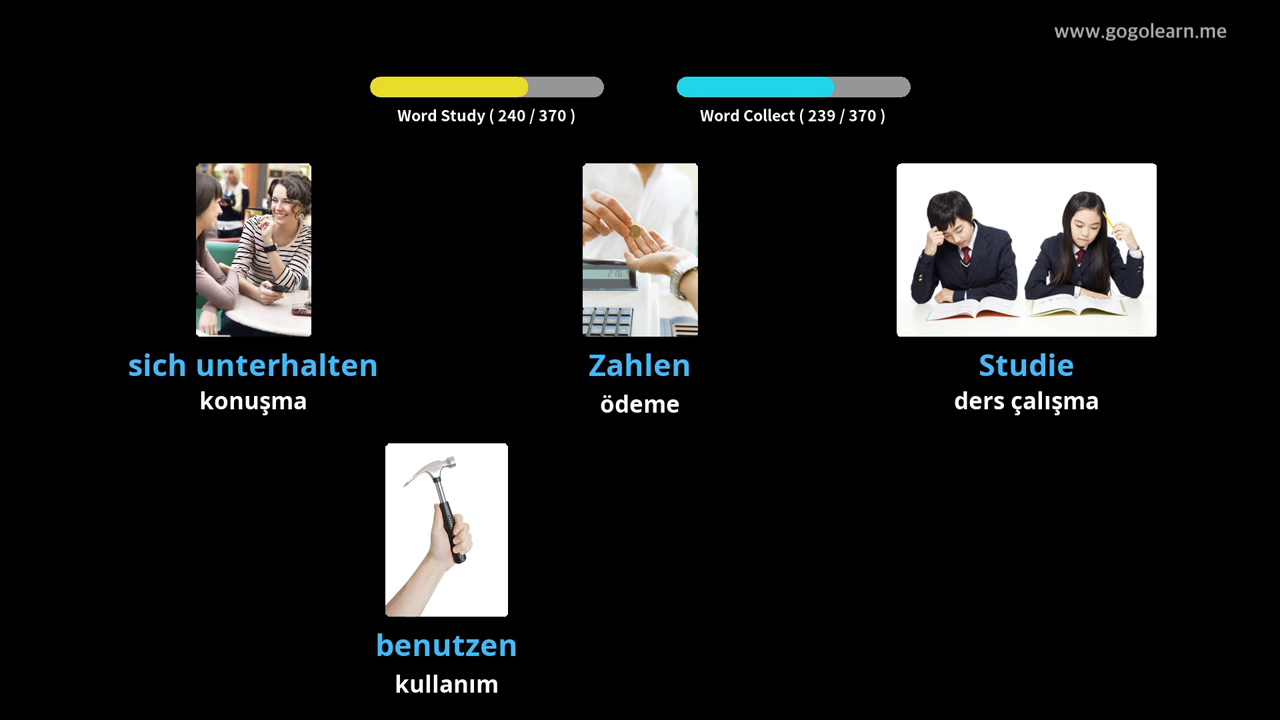 www.gogolearn.me
Word Study ( 240 / 370 )
Word Collect ( 239 / 370 )
sich unterhalten
konuşma
Zahlen
ödeme
Studie
ders çalışma
benutzen
kullanım